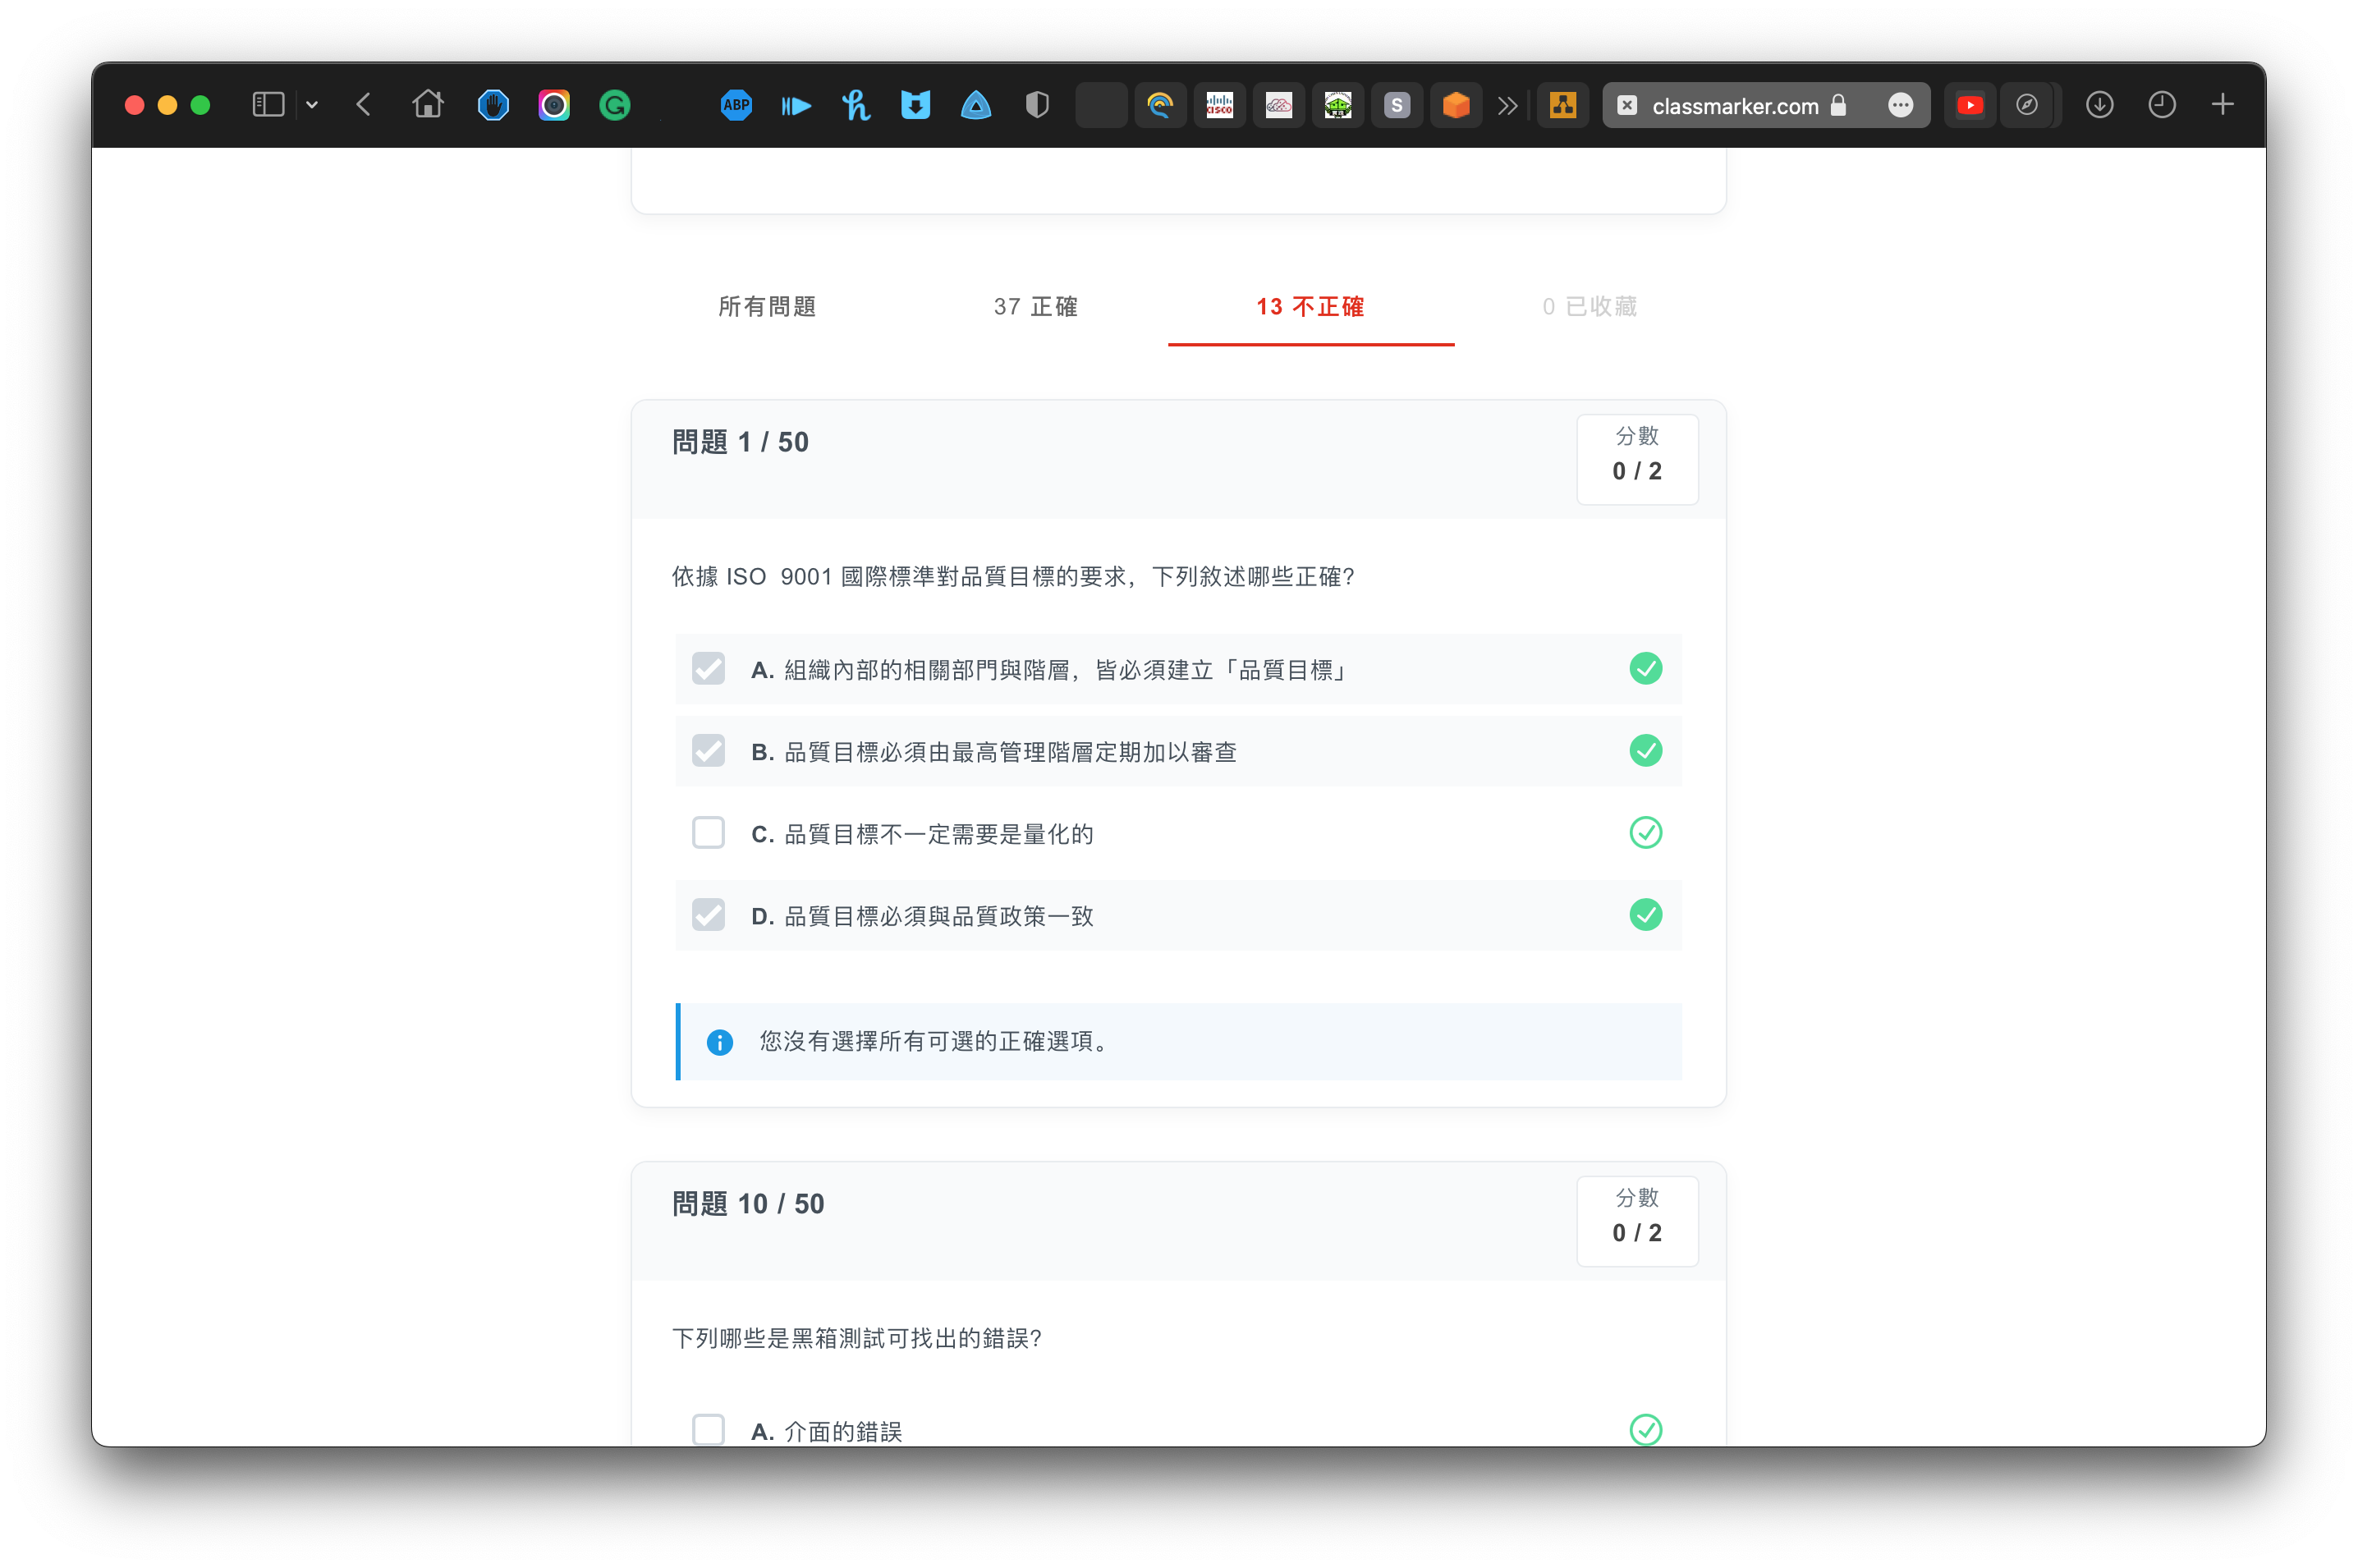 ABP
CISCO
S
classmarker.com
所有問題
37 正確
13 不正確
0 已收藏
問題 1 / 50
分數
0 / 2
依據 ISO 9001 國際標準對品質目標的要求，下列敘述哪些正確?
A. 組織內部的相關部門與階層，皆必須建立「品質目標」
B. 品質目標必須由最高管理階層定期加以審查
C. 品質目標不一定需要是量化的
D. 品質目標必須與品質政策一致
您沒有選擇所有可選的正確選項。
問題 10 / 50
分數
0 / 2
下列哪些是黑箱測試可找出的錯誤?
A. 介面的錯誤